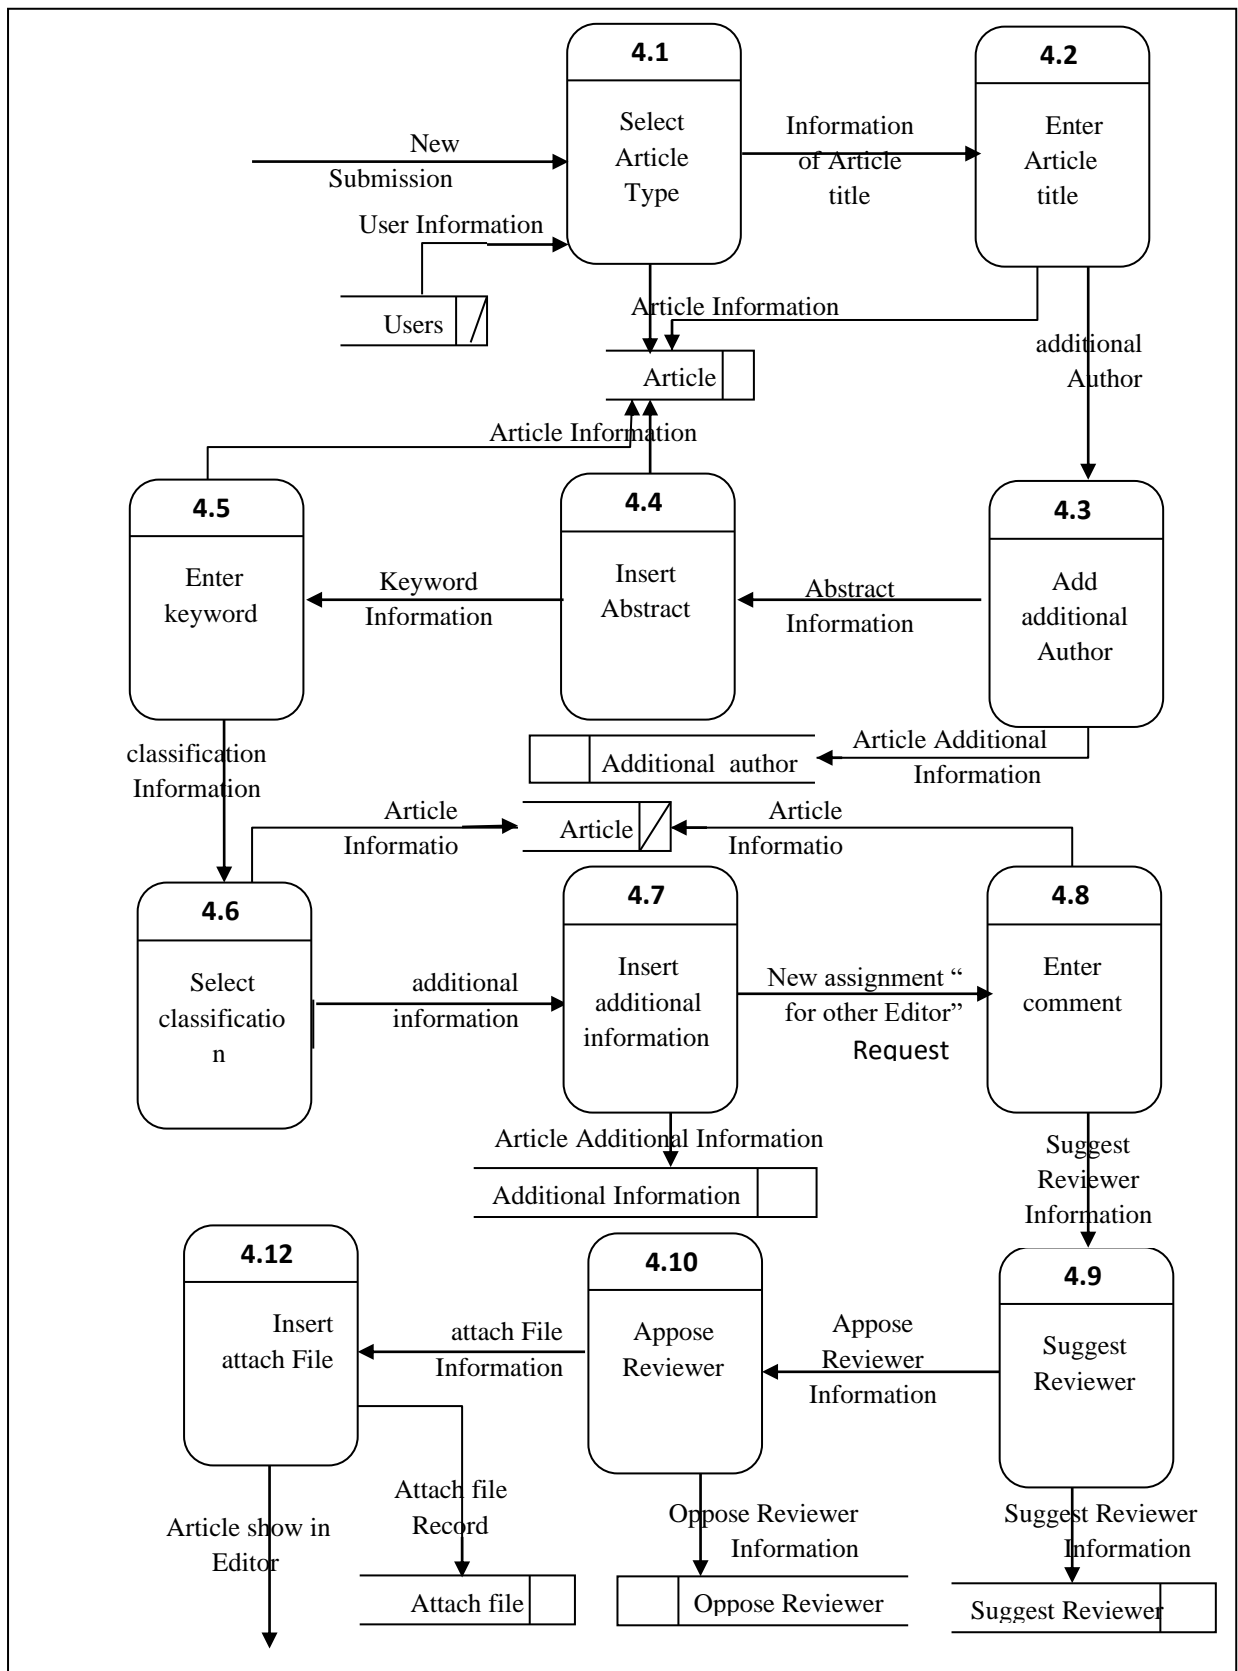 4.1
Select
Article
Type
4.2
Enter
Article
title
New
Submission
Information
of Article
title
User Information
Users
Article Information
Article
additional
Author
Article Information
4.5
Enter
keyword
4.4
Insert
Abstract
4.3
Add
additional
Author
Keyword
Information
Abstract
Information
classification
Information
Additional author
Article Additional
Information
Article
Informatio
Article
Article
Informatio
4.6
Select
classificatio
n
additional
information
4.7
Insert
additional
information
New assignment “
for other Editor”
Request
4.8
Enter
comment
Article Additional Information
Additional Information
Suggest
Reviewer
Information
4.12
Insert
attach File
attach File
Information
4.10
Appose
Reviewer
Appose
Reviewer
Information
4.9
Suggest
Reviewer
Article show in
Editor
Attach file
Record
Attach file
Oppose Reviewer
Information
Oppose Reviewer
Suggest Reviewer
Information
Suggest Reviewer